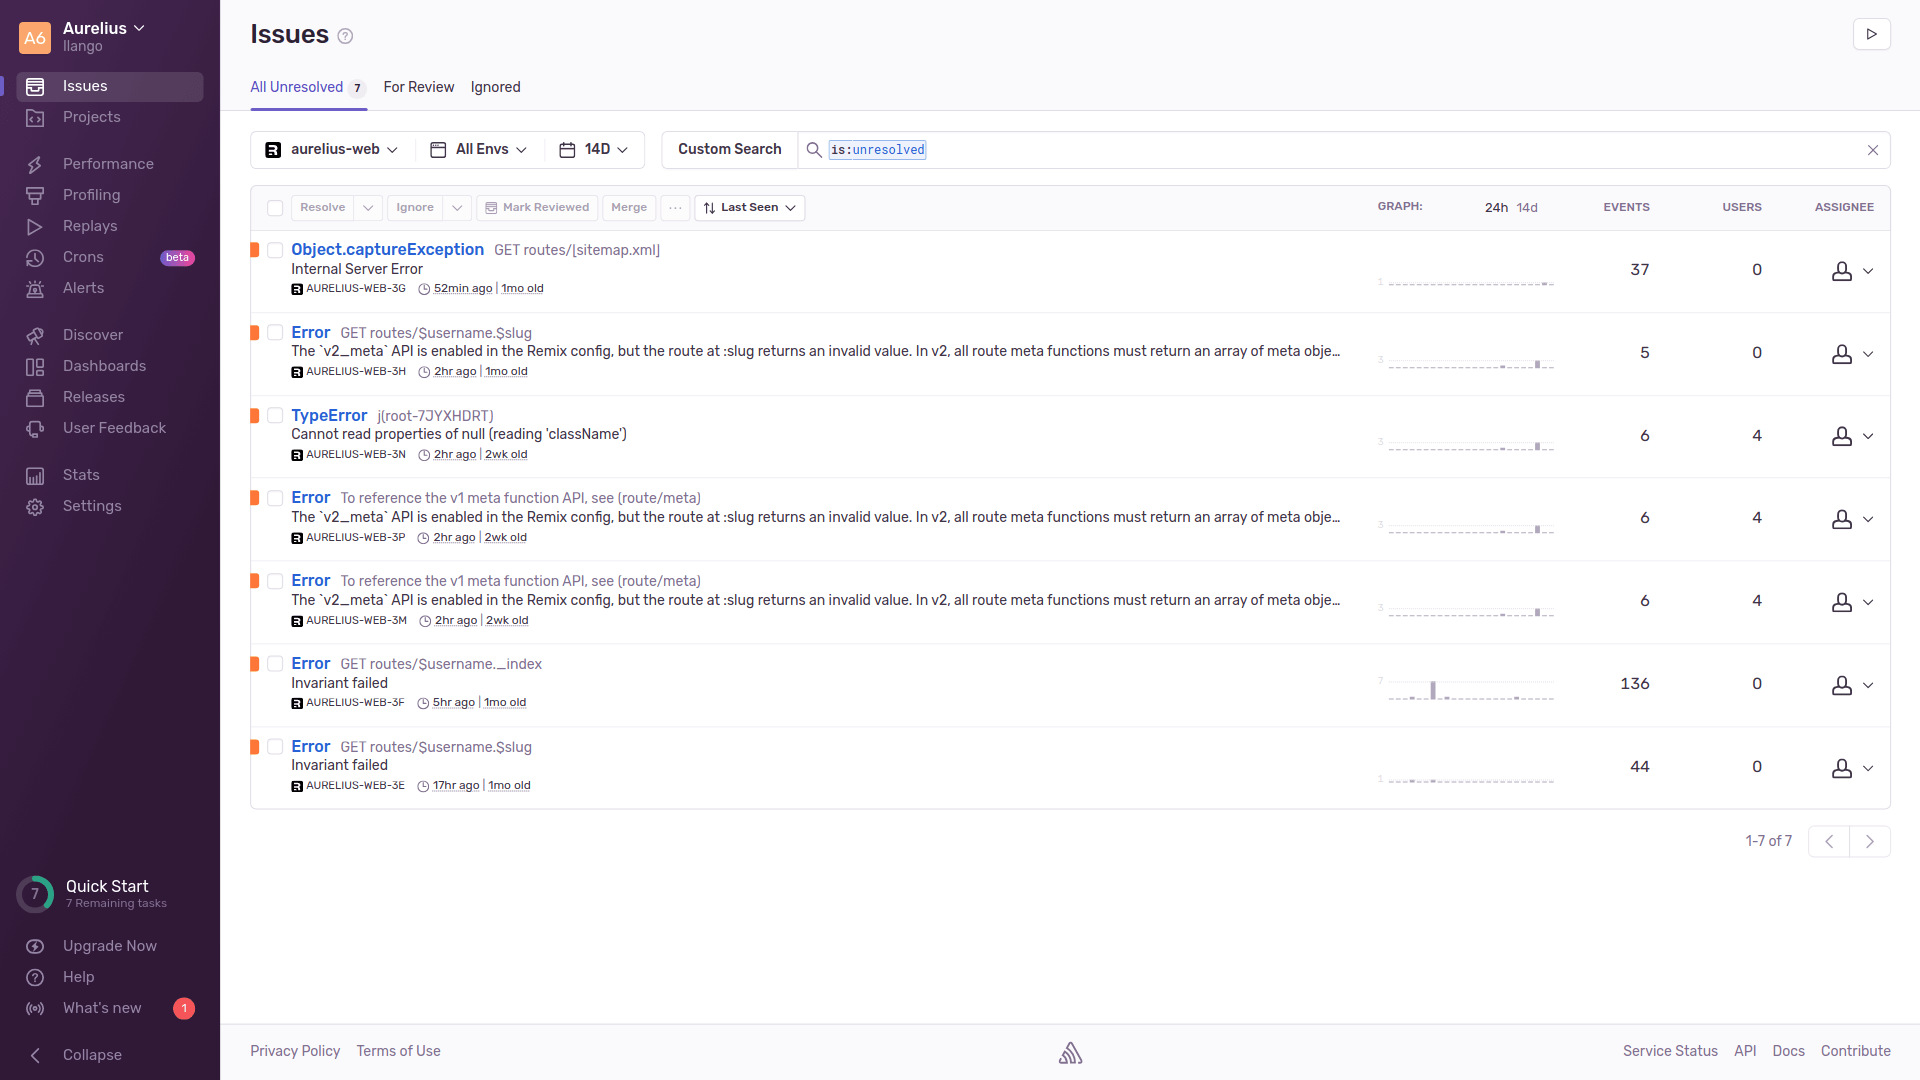 A6 Aurelius
Ilango
Issues
Projects
Performance
Profiling
Replays
Crons beta
Alerts
Discover
Dashboards
Releases
User Feedback
Stats
Settings
7 Quick Start
7 Remaining tasks
Upgrade Now
Help
What's new 1
Collapse
Issues ?
All Unresolved 7 For Review Ignored
aurelius-web All Envs 14D Custom Search is:unresolved
Resolve Ignore Mark Reviewed Merge ... Last Seen GRAPH: 24h 14d EVENTS USERS ASSIGNEE
Object.captureException GET routes/[sitemap.xml]
Internal Server Error
AURELIUS-WEB-3G 52min ago | 1mo old
1 37 0
Error GET routes/$username.$slug
The `v2_meta` API is enabled in the Remix config, but the route at :slug returns an invalid value. In v2, all route meta functions must return an array of meta obje…
AURELIUS-WEB-3H 2hr ago | 1mo old
3 5 0
TypeError j(root-7JYXHDRT)
Cannot read properties of null (reading 'className')
AURELIUS-WEB-3N 2hr ago | 2wk old
3 6 4
Error To reference the v1 meta function API, see (route/meta)
The `v2_meta` API is enabled in the Remix config, but the route at :slug returns an invalid value. In v2, all route meta functions must return an array of meta obje…
AURELIUS-WEB-3P 2hr ago | 2wk old
3 6 4
Error To reference the v1 meta function API, see (route/meta)
The `v2_meta` API is enabled in the Remix config, but the route at :slug returns an invalid value. In v2, all route meta functions must return an array of meta obje…
AURELIUS-WEB-3M 2hr ago | 2wk old
3 6 4
Error GET routes/$username._index
Invariant failed
AURELIUS-WEB-3F 5hr ago | 1mo old
7 136 0
Error GET routes/$username.$slug
Invariant failed
AURELIUS-WEB-3E 17hr ago | 1mo old
1 44 0
1-7 of 7
Privacy Policy Terms of Use Service Status API Docs Contribute